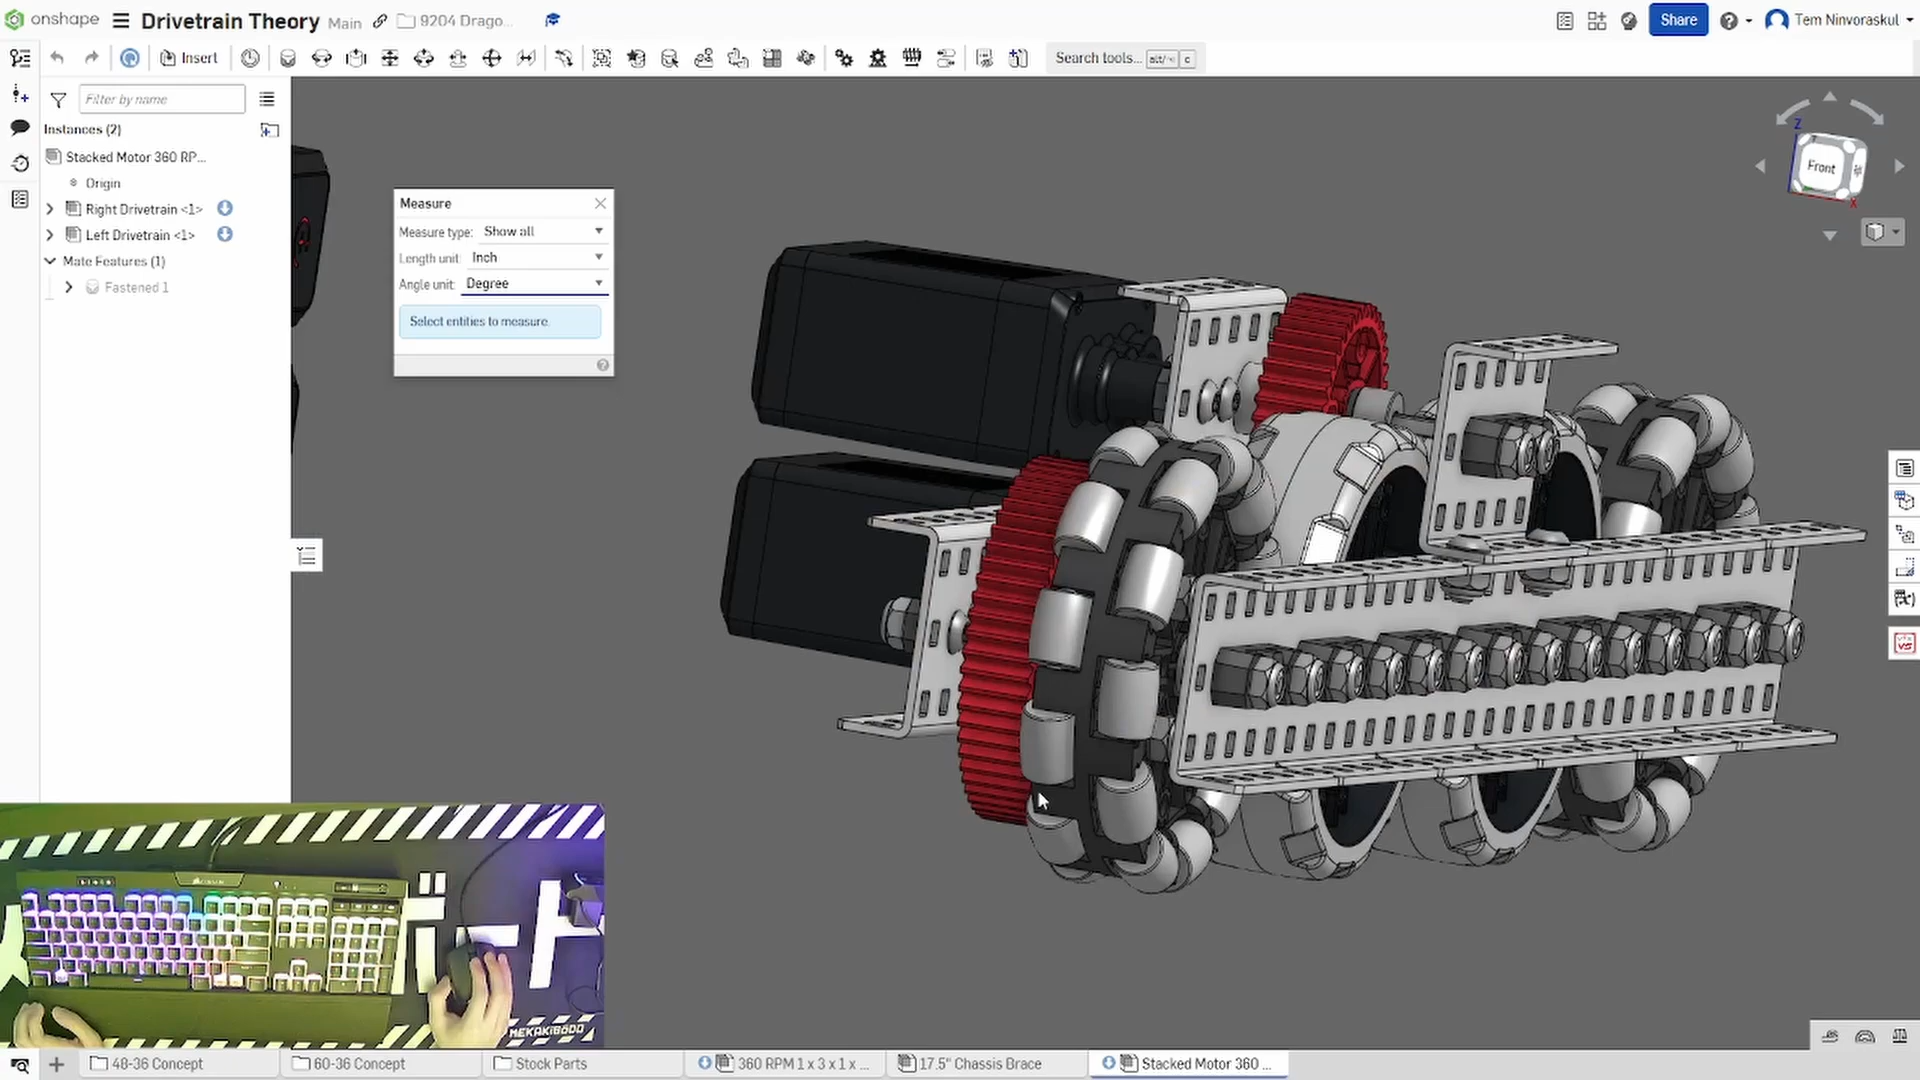 onshape
Drivetrain Theory
Main
9204 Drago...
Share
Tem Ninvoraskul
Insert
Search tools... alt/⌥ c
Filter by name
Instances (2)
Stacked Motor 360 RP...
Origin
Right Drivetrain <1>
Left Drivetrain <1>
Mate Features (1)
Fastened 1
Measure
Measure type: Show all
Length unit: Inch
Angle unit: Degree
Select entities to measure.
Z
Front
X
MEKAKIBODO
48-36 Concept
60-36 Concept
Stock Parts
360 RPM 1 x 3 x 1 x ...
17.5" Chassis Brace
Stacked Motor 360 ...